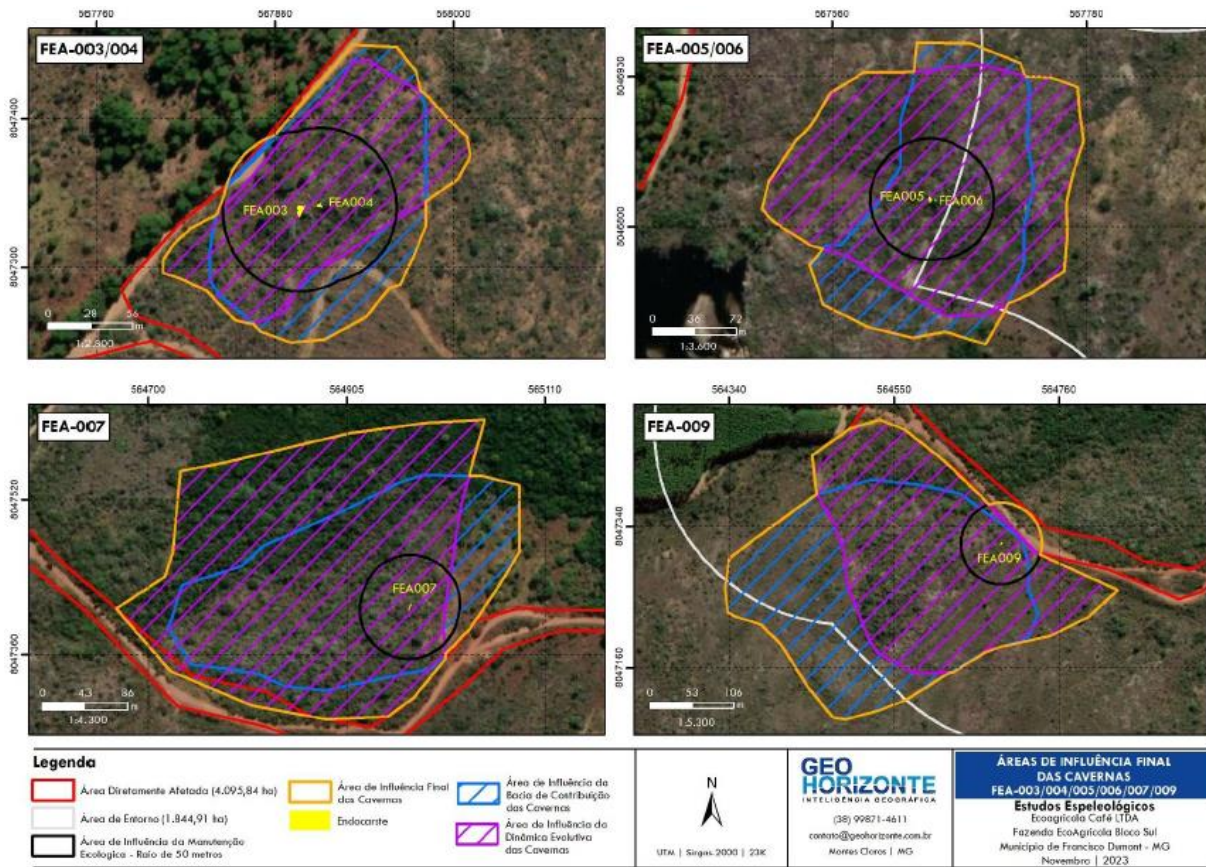 567760
567880
568000
567560
567780
FEA-003/004
8047400
8047300
FEA003
FEA004
0
28
56
m
1:2.800
FEA-005/006
8046930
8046800
FEA005
FEA006
0
36
72
m
1:3.600
564700
564905
565110
564340
564550
564760
FEA-007
8047520
8047360
FEA007
0
43
86
m
1:4.300
FEA-009
8047340
8047160
FEA009
0
53
106
m
1:5.300
Legenda
Área Diretamente Afetada (4.095,84 ha)
Área de Entorno (1.844,91 ha)
Área de Influência da Manutenção
Ecologica - Raio de 50 metros
Área de Influência Final
das Cavernas
Endocarste
Área de Influência da
Bacia de Contribuição
das Cavernas
Área de Influência da
Dinâmica Evolutiva
das Cavernas
N
UTM | Sirgas 2000 | 23K
GEO
HORIZONTE
INTELIGÊNCIA GEOGRÁFICA
(38) 99871-4611
contato@geohorizonte.com.br
Montes Claros | MG
ÁREAS DE INFLUÊNCIA FINAL
DAS CAVERNAS
FEA-003/004/005/006/007/009
Estudos Espeleológicos
Ecoagrícola Café LTDA
Fazenda EcoAgrícola Bloco Sul
Município de Francisco Dumont - MG
Novembro | 2023